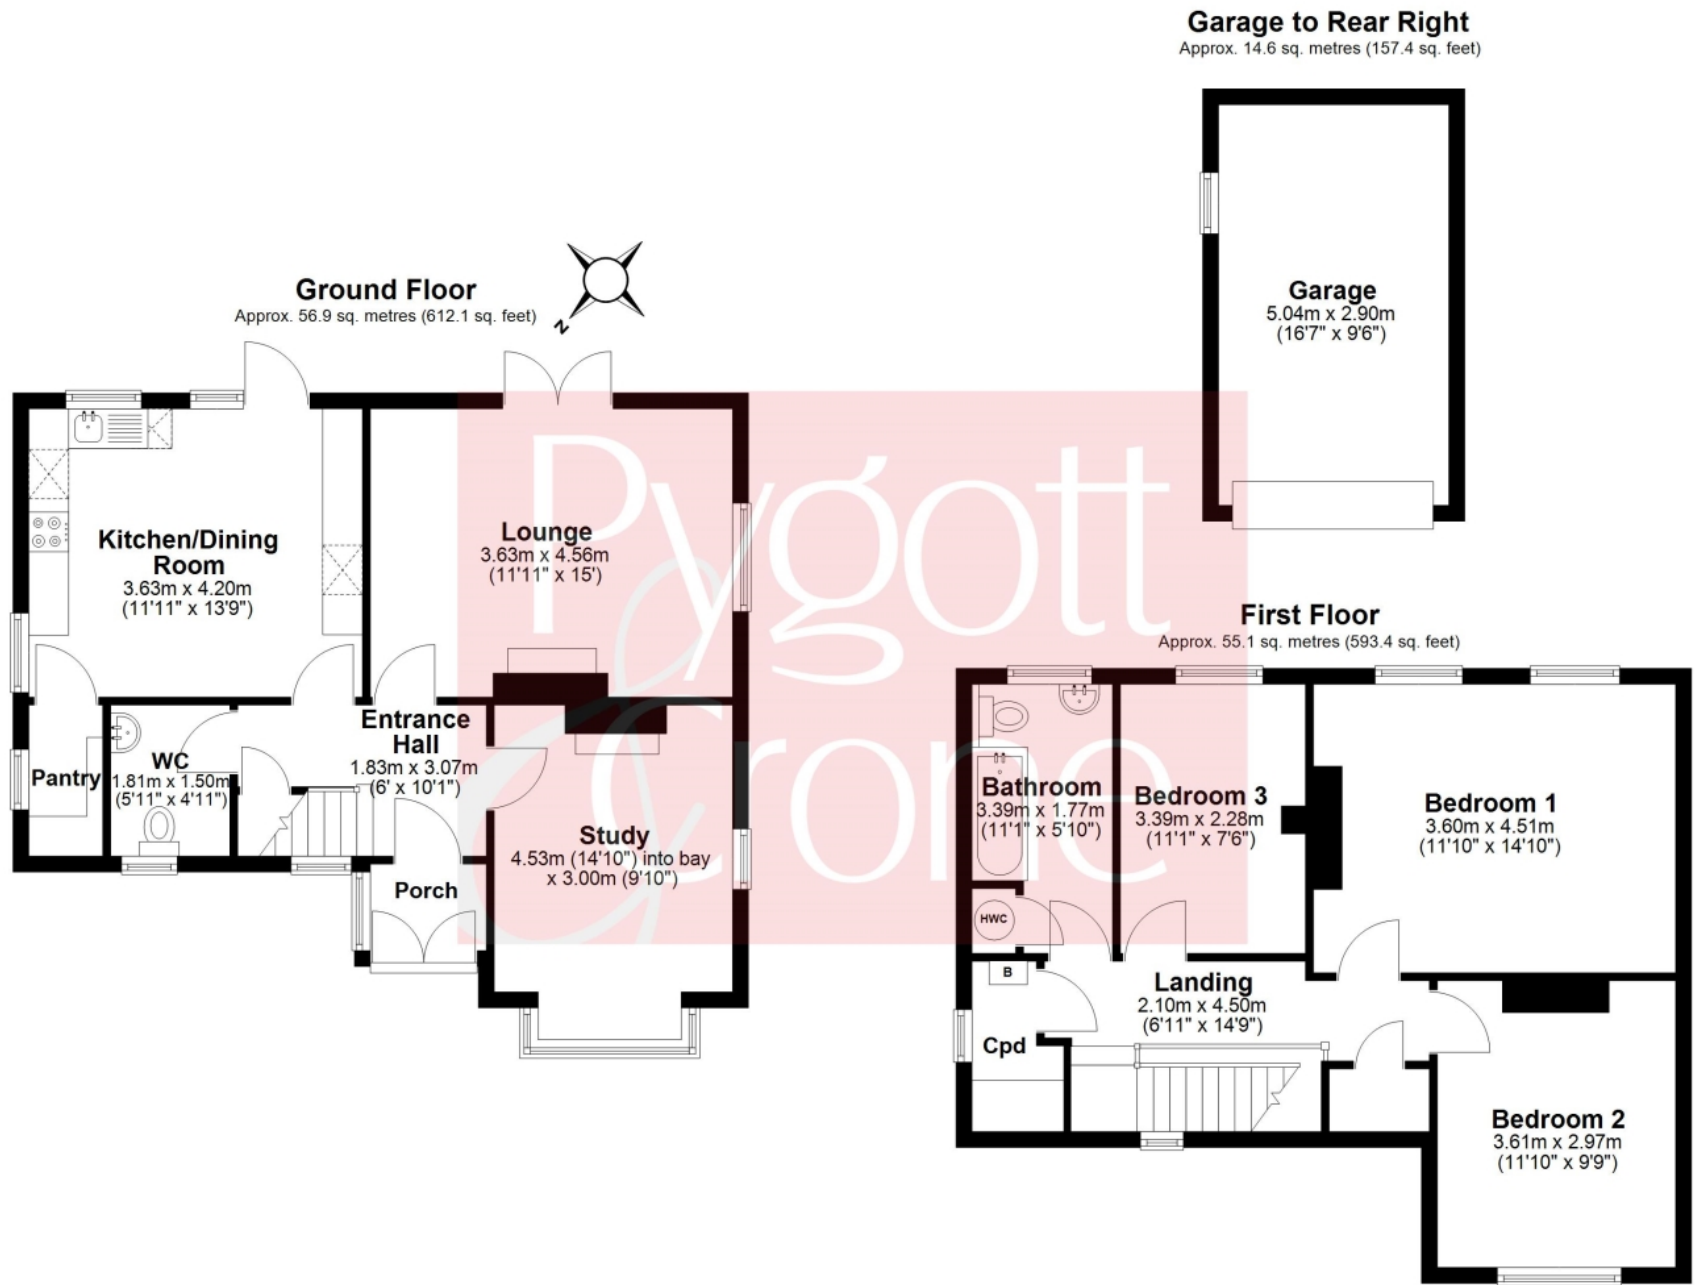 Garage to Rear Right
Approx. 14.6 sq. metres (157.4 sq. feet)
Garage
5.04m x 2.90m
(16'7" x 9'6")
Ground Floor
Approx. 56.9 sq. metres (612.1 sq. feet)
N
Kitchen/Dining
Room
3.63m x 4.20m
(11'11" x 13'9")
Lounge
3.63m x 4.56m
(11'11" x 15')
Entrance
Hall
1.83m x 3.07m
(6' x 10'1")
Pantry
WC
1.81m x 1.50m
(5'11" x 4'11")
Study
4.53m (14'10") into bay
x 3.00m (9'10")
Porch
Pygott
&
Crone
First Floor
Approx. 55.1 sq. metres (593.4 sq. feet)
Bathroom
3.39m x 1.77m
(11'1" x 5'10")
Bedroom 3
3.39m x 2.28m
(11'1" x 7'6")
Bedroom 1
3.60m x 4.51m
(11'10" x 14'10")
HWC
B
Landing
2.10m x 4.50m
(6'11" x 14'9")
Cpd
Bedroom 2
3.61m x 2.97m
(11'10" x 9'9")